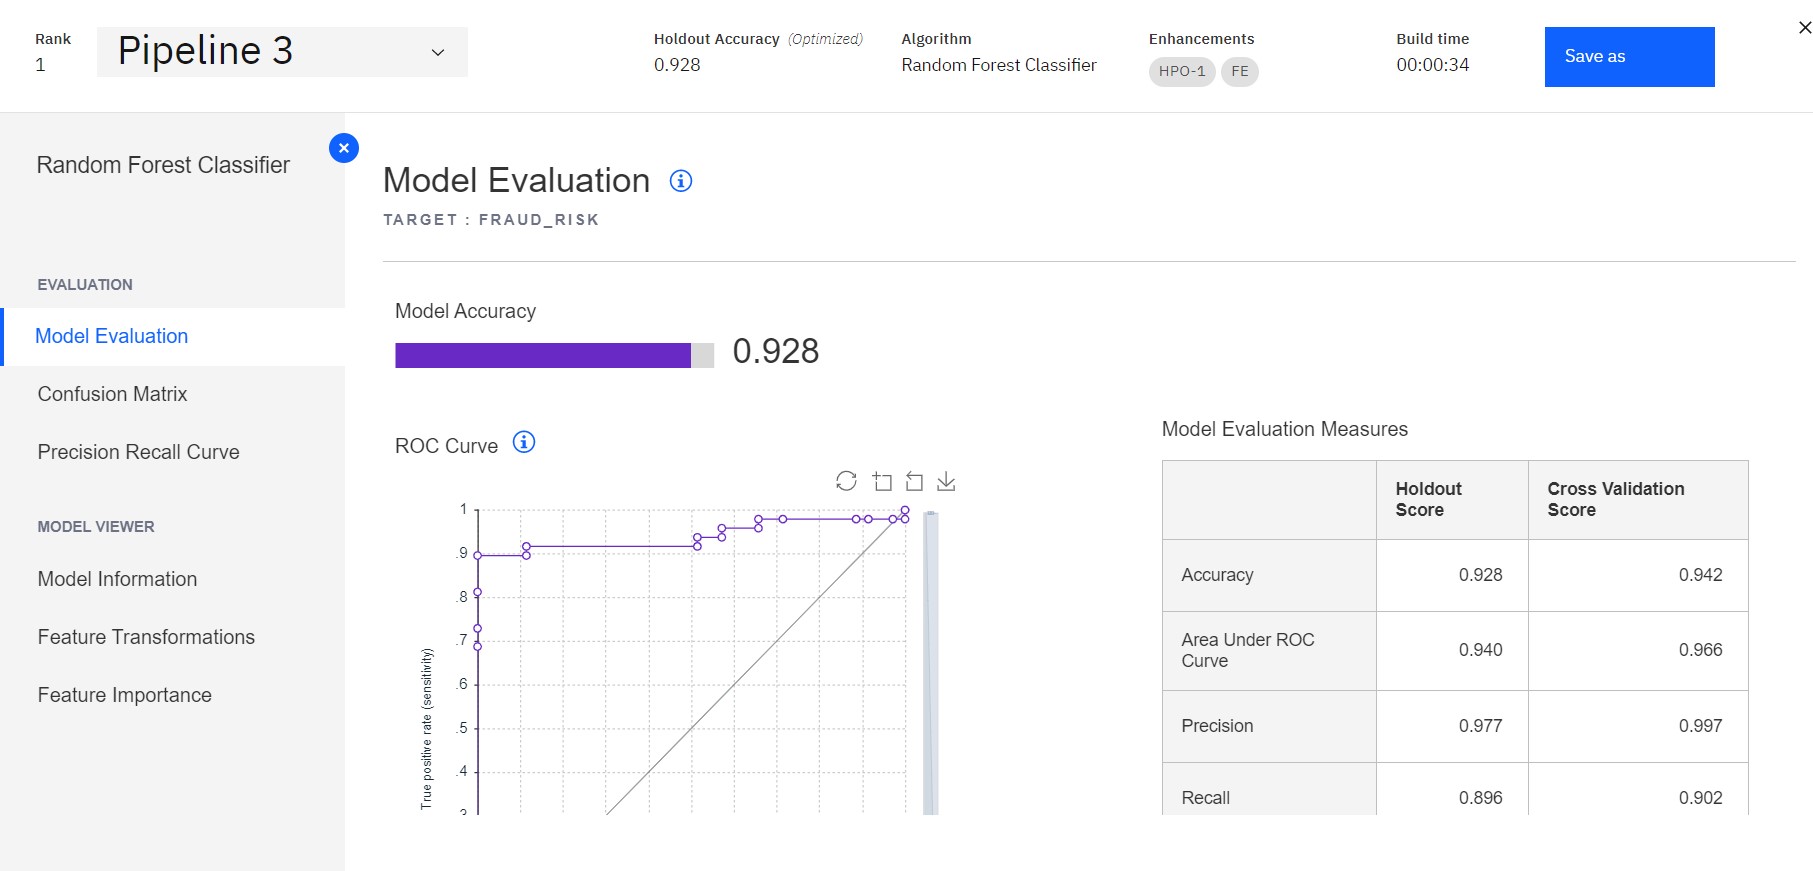 Rank
1
Pipeline 3
Holdout Accuracy (Optimized)
0.928
Algorithm
Random Forest Classifier
Enhancements
HPO-1 FE
Build time
00:00:34
Save as
Random Forest Classifier
EVALUATION
Model Evaluation
Confusion Matrix
Precision Recall Curve
MODEL VIEWER
Model Information
Feature Transformations
Feature Importance
Model Evaluation
TARGET : FRAUD_RISK
Model Accuracy
0.928
ROC Curve
1
.9
.8
.7
.6
.5
.4
.3
True positive rate (sensitivity)
Model Evaluation Measures
Holdout Score Cross Validation Score
Accuracy 0.928 0.942
Area Under ROC Curve 0.940 0.966
Precision 0.977 0.997
Recall 0.896 0.902